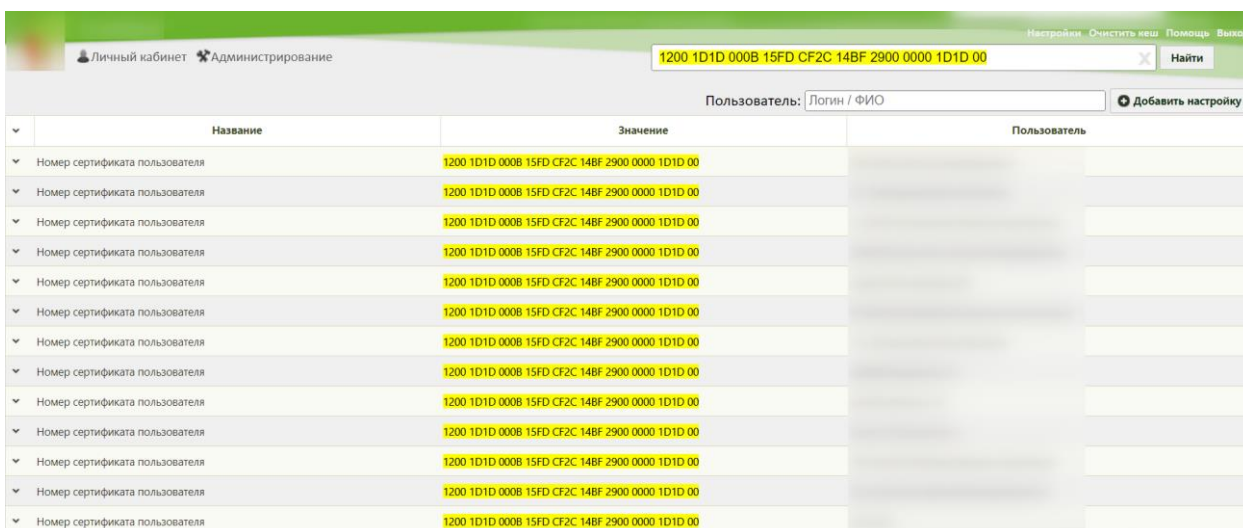 Настройки Очистить кеш Помощь Выхо
Личный кабинет Администрирование
1200 1D1D 000B 15FD CF2C 14BF 2900 0000 1D1D 00 Найти
Пользователь: Логин / ФИО Добавить настройку
Название Значение Пользователь
Номер сертификата пользователя 1200 1D1D 000B 15FD CF2C 14BF 2900 0000 1D1D 00
Номер сертификата пользователя 1200 1D1D 000B 15FD CF2C 14BF 2900 0000 1D1D 00
Номер сертификата пользователя 1200 1D1D 000B 15FD CF2C 14BF 2900 0000 1D1D 00
Номер сертификата пользователя 1200 1D1D 000B 15FD CF2C 14BF 2900 0000 1D1D 00
Номер сертификата пользователя 1200 1D1D 000B 15FD CF2C 14BF 2900 0000 1D1D 00
Номер сертификата пользователя 1200 1D1D 000B 15FD CF2C 14BF 2900 0000 1D1D 00
Номер сертификата пользователя 1200 1D1D 000B 15FD CF2C 14BF 2900 0000 1D1D 00
Номер сертификата пользователя 1200 1D1D 000B 15FD CF2C 14BF 2900 0000 1D1D 00
Номер сертификата пользователя 1200 1D1D 000B 15FD CF2C 14BF 2900 0000 1D1D 00
Номер сертификата пользователя 1200 1D1D 000B 15FD CF2C 14BF 2900 0000 1D1D 00
Номер сертификата пользователя 1200 1D1D 000B 15FD CF2C 14BF 2900 0000 1D1D 00
Номер сертификата пользователя 1200 1D1D 000B 15FD CF2C 14BF 2900 0000 1D1D 00
Номер сертификата пользователя 1200 1D1D 000B 15FD CF2C 14BF 2900 0000 1D1D 00